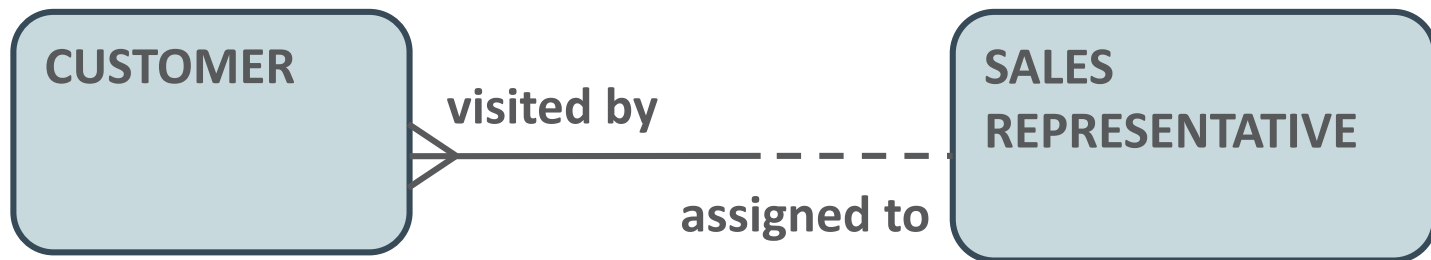 CUSTOMER
visited by
assigned to
SALES
REPRESENTATIVE